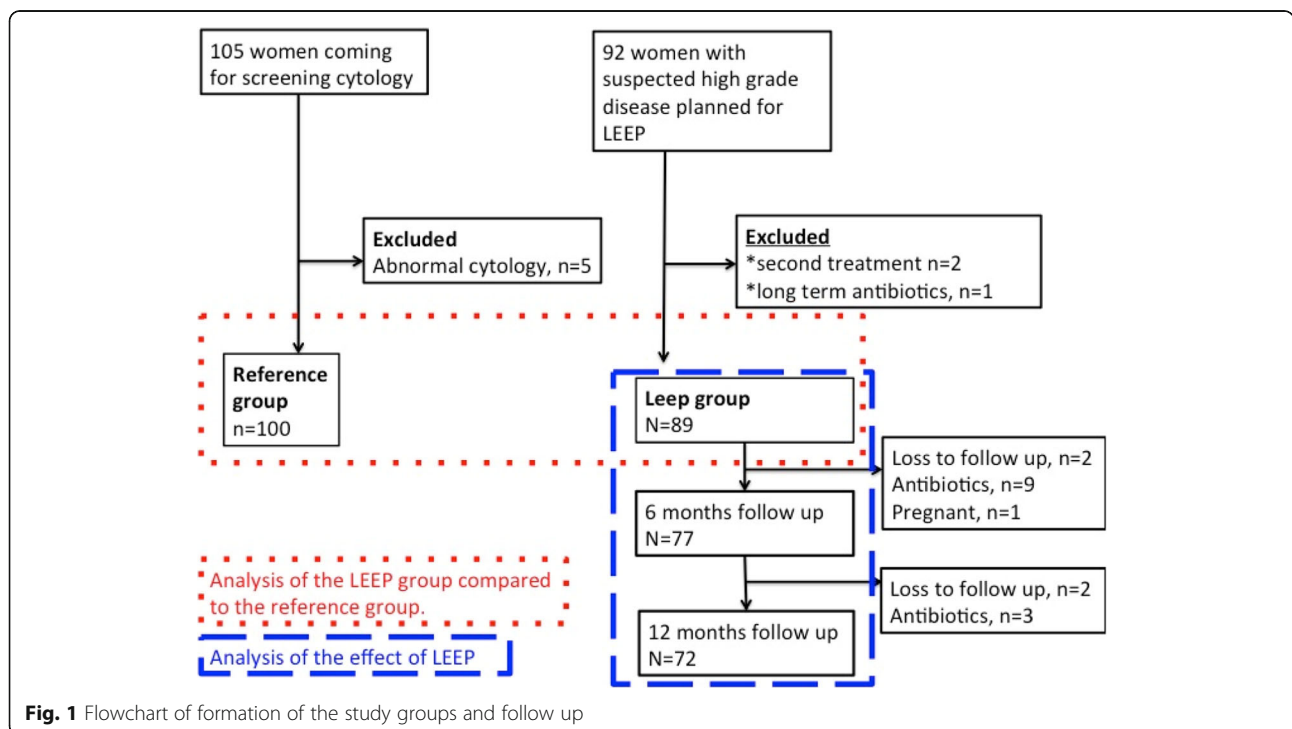 105 women coming
for screening cytology
92 women with
suspected high grade
disease planned for
LEEP
Excluded
Abnormal cytology, n=5
Excluded
*second treatment n=2
*long term antibiotics, n=1
Reference
group
n=100
Leep group
N=89
Loss to follow up, n=2
Antibiotics, n=9
Pregnant, n=1
6 months follow up
N=77
Loss to follow up, n=2
Antibiotics, n=3
12 months follow up
N=72
Analysis of the LEEP group compared
to the reference group.
Analysis of the effect of LEEP
Fig. 1 Flowchart of formation of the study groups and follow up